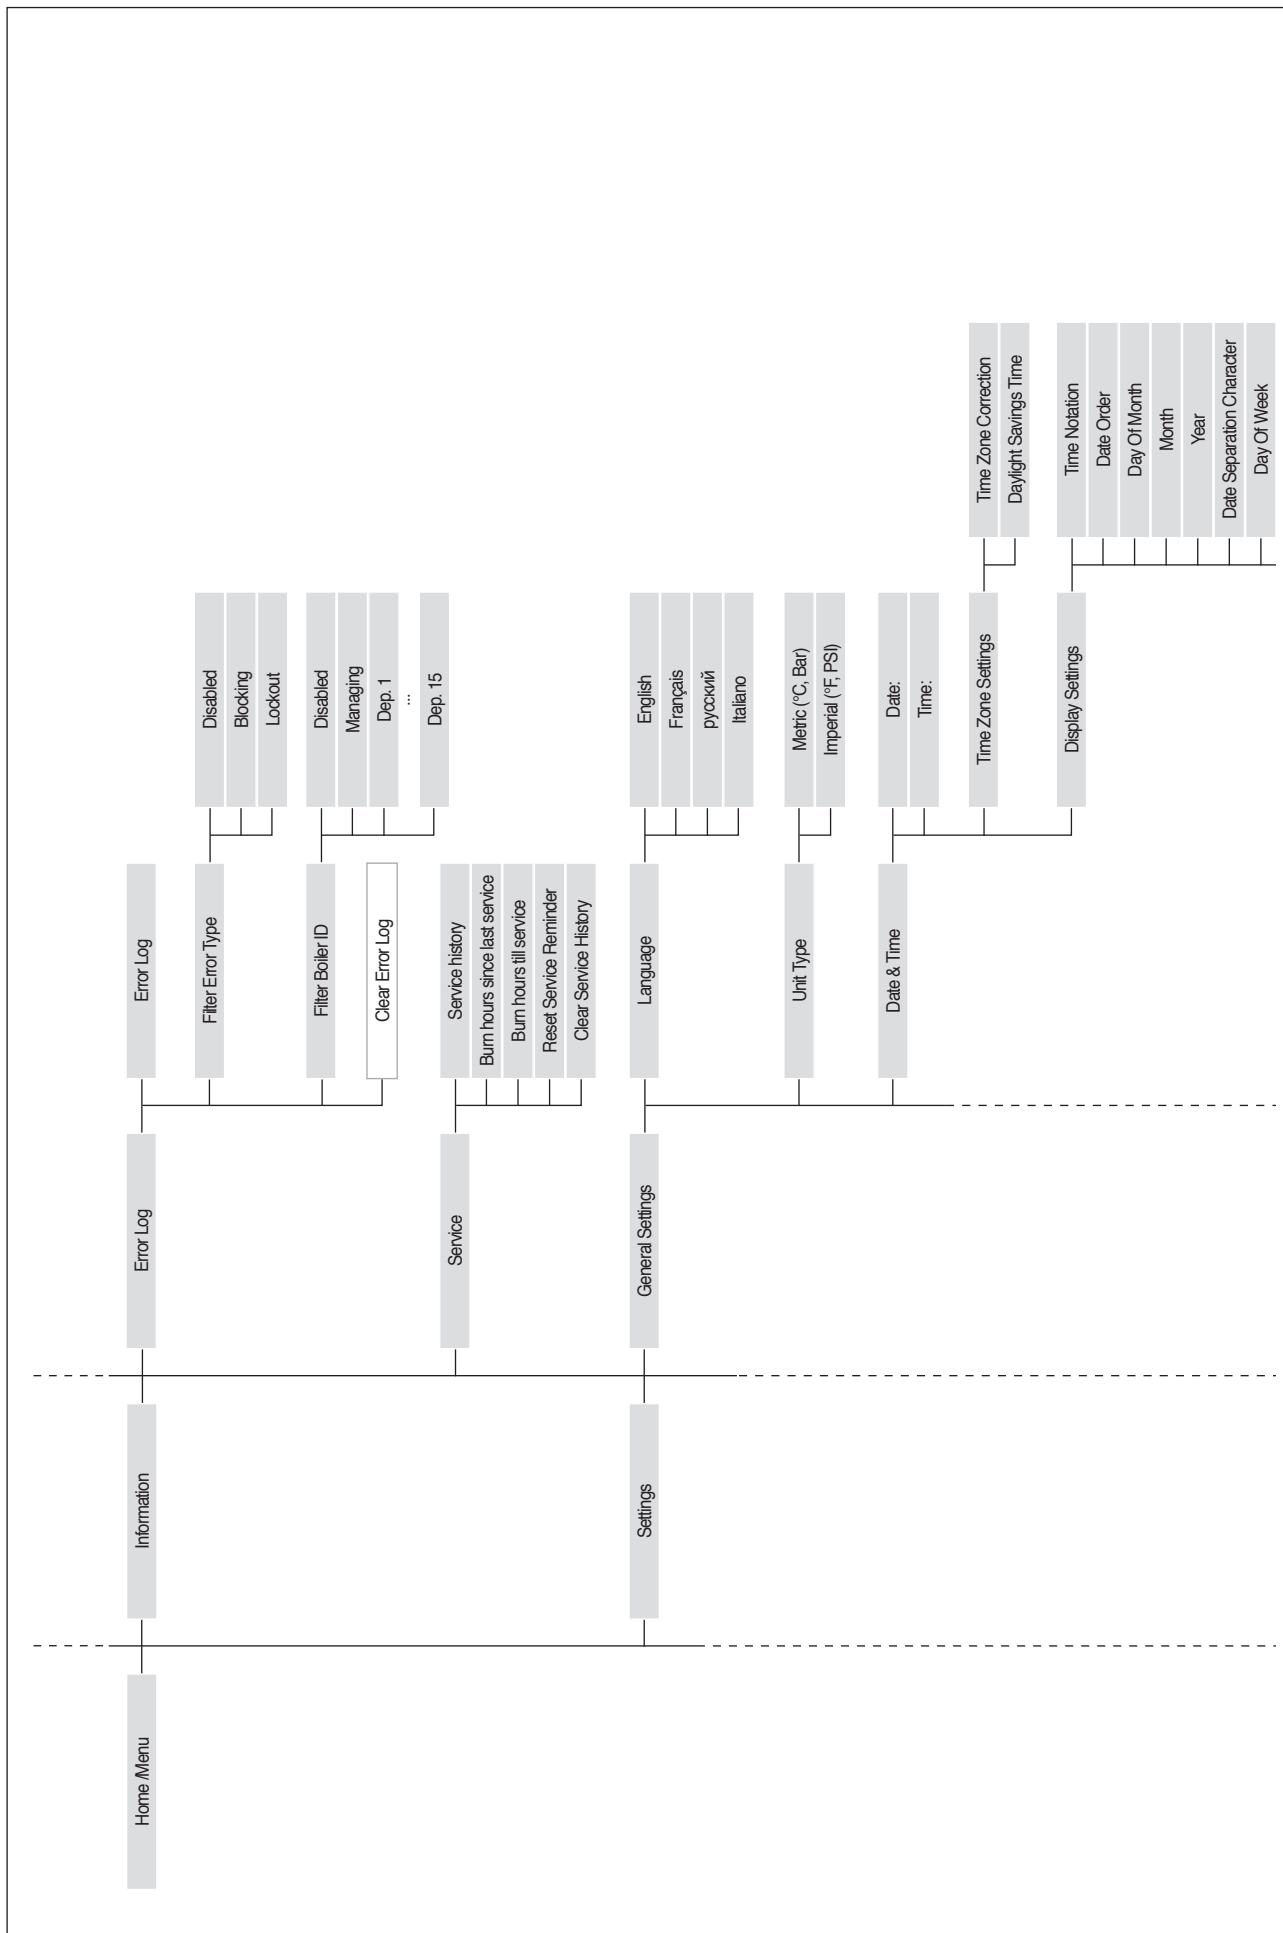 Home /Menu
Information
Error Log
Error Log
Filter Error Type
Disabled
Blocking
Lockout
Filter Boiler ID
Disabled
Managing
Dep. 1
...
Dep. 15
Clear Error Log
Service
Service history
Burn hours since last service
Burn hours till service
Reset Service Reminder
Clear Service History
Settings
General Settings
Language
English
Français
русский
Italiano
Unit Type
Metric (°C, Bar)
Imperial (°F, PSI)
Date & Time
Date:
Time:
Time Zone Settings
Time Zone Correction
Daylight Savings Time
Display Settings
Time Notation
Date Order
Day Of Month
Month
Year
Date Separation Character
Day Of Week